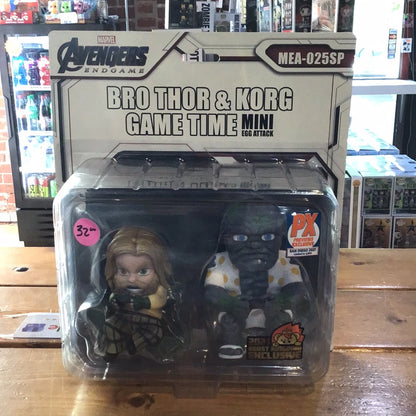 MARVEL
AVENGERS
ENDGAME
MEA-025SP
BRO THOR & KORG
GAME TIME MINI
EGG ATTACK
32
PX
PREVIEWS
EXCLUSIVE
EXCLUSIVE